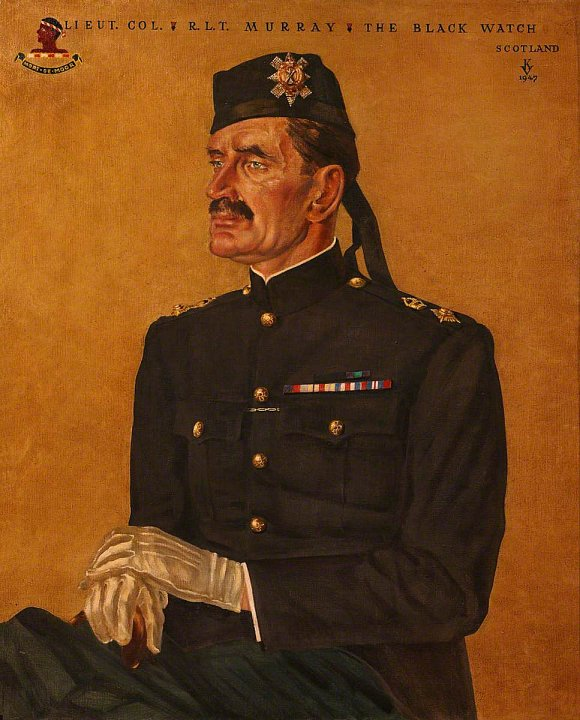 LIEUT. COL. R.L.T. MURRAY THE BLACK WATCH
SCOTLAND
1947